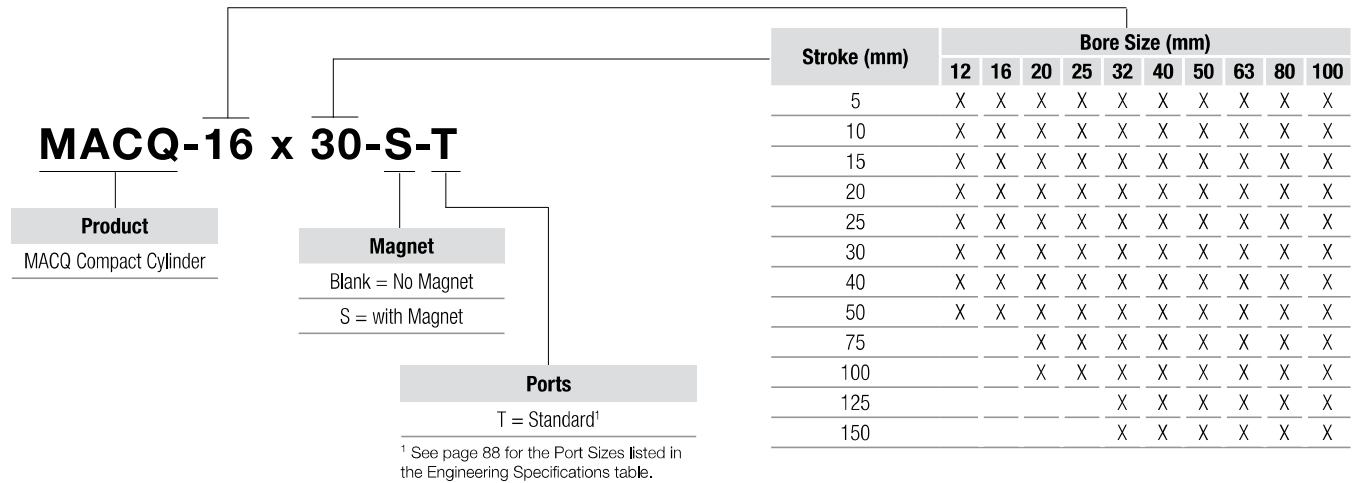 MACQ-16 x 30-S-T
Product
MACQ Compact Cylinder
Magnet
Blank = No Magnet
S = with Magnet
Ports
T = Standard¹
¹ See page 88 for the Port Sizes listed in
the Engineering Specifications table.
Stroke (mm) Bore Size (mm)
12 16 20 25 32 40 50 63 80 100
5 X X X X X X X X X X
10 X X X X X X X X X X
15 X X X X X X X X X X
20 X X X X X X X X X X
25 X X X X X X X X X X
30 X X X X X X X X X X
40 X X X X X X X X X X
50 X X X X X X X X X X
75 X X X X X X X X
100 X X X X X X X X
125 X X X X X X
150 X X X X X X